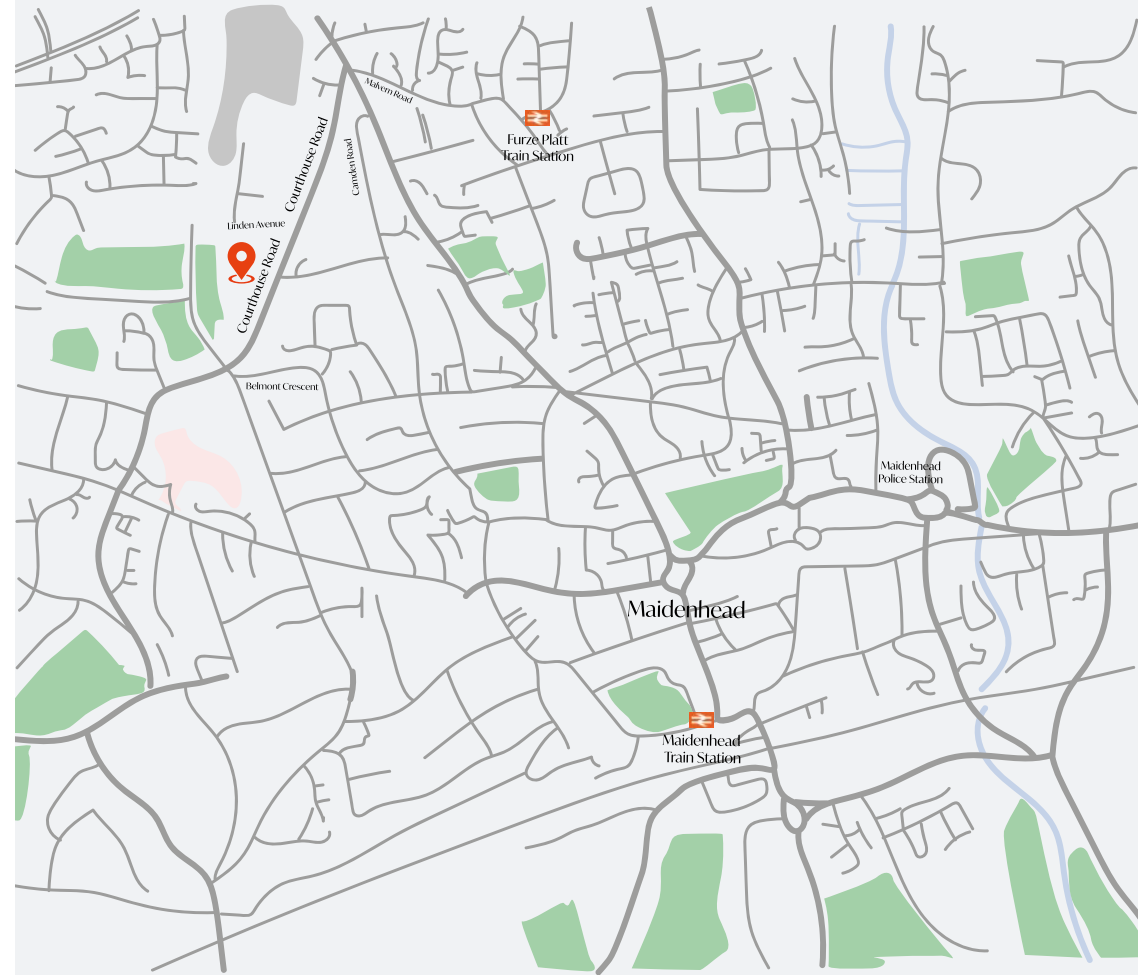 Malvern Road
Furze Platt
Train Station
Courthouse Road
Camden Road
Linden Avenue
Courthouse Road
Belmont Crescent
Maidenhead
Police Station
Maidenhead
Maidenhead
Train Station